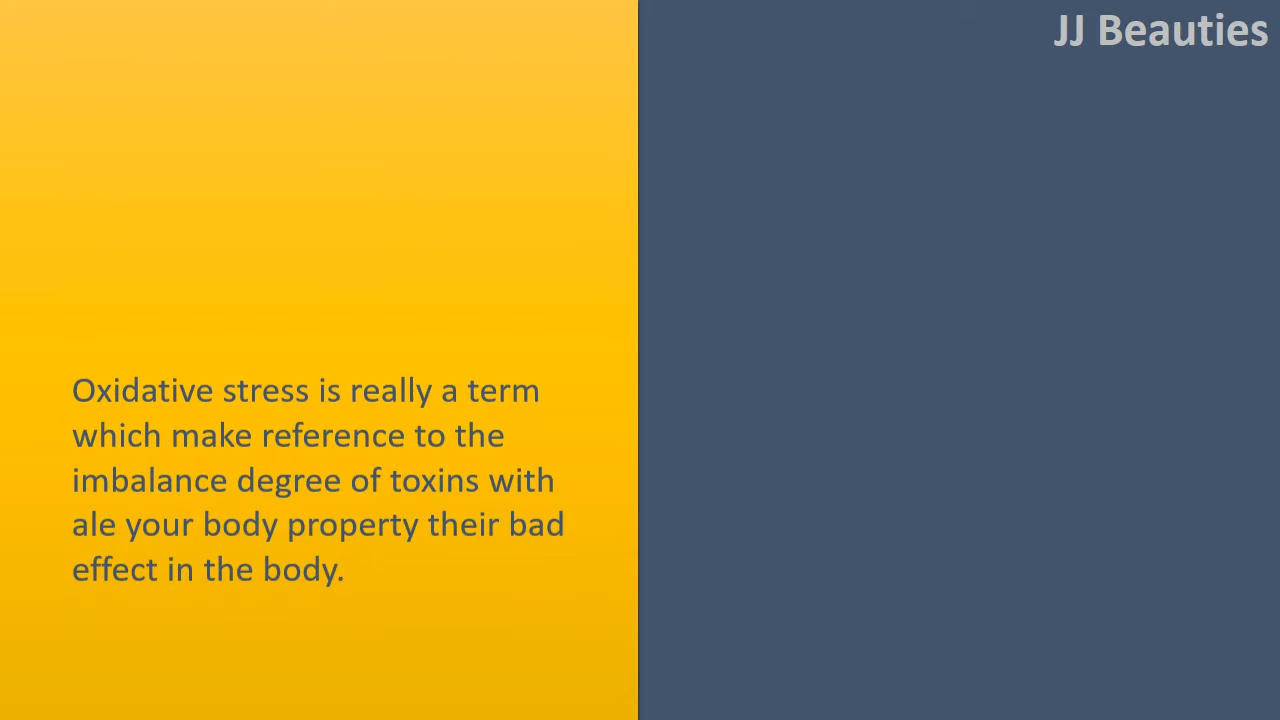 JJ Beauties
Oxidative stress is really a term
which make reference to the
imbalance degree of toxins with
ale your body property their bad
effect in the body.